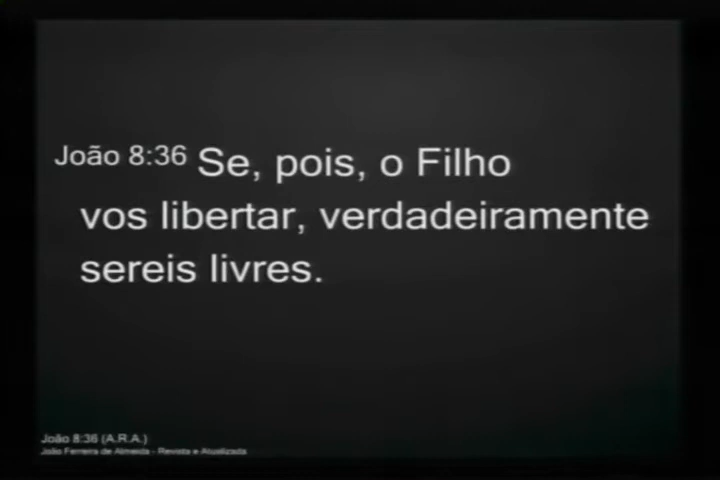 João 8:36 Se, pois, o Filho
vos libertar, verdadeiramente
sereis livres.
João 8:36 (A.R.A.)
João Ferreira de Almeida - Revista e Atualizada